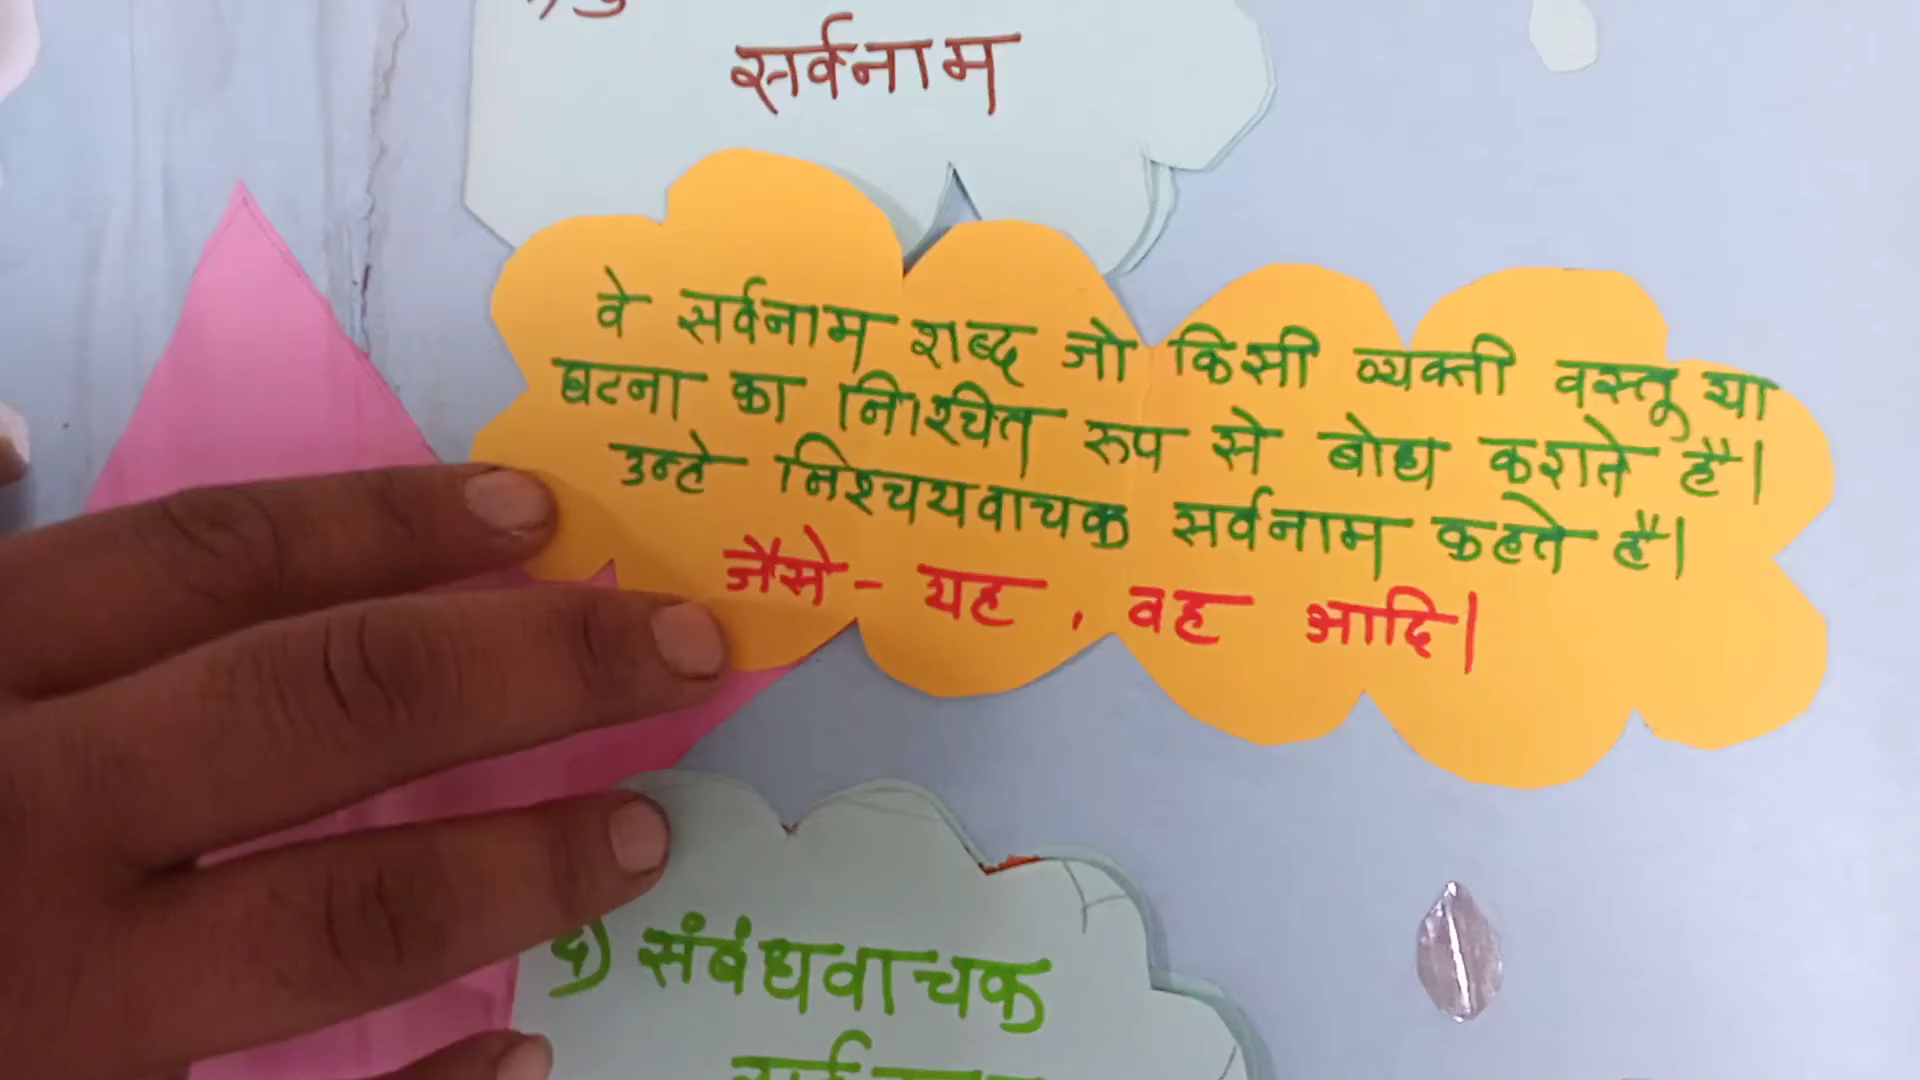 सर्वनाम
वे सर्वनाम शब्द जो किसी व्यक्ती वस्तु या
घटना का निश्चित रूप से बोध कराते है।
उन्हे निश्चयवाचक सर्वनाम कहते है।
जैसे - यह , वह आदि।
संबंधवाचक